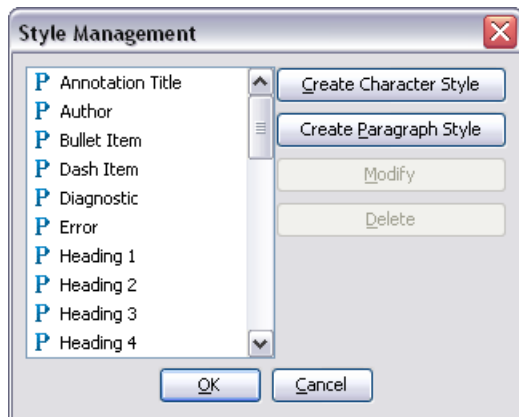 Style Management
P Annotation Title
P Author
P Bullet Item
P Dash Item
P Diagnostic
P Error
P Heading 1
P Heading 2
P Heading 3
P Heading 4
Create Character Style
Create Paragraph Style
Modify
Delete
OK
Cancel